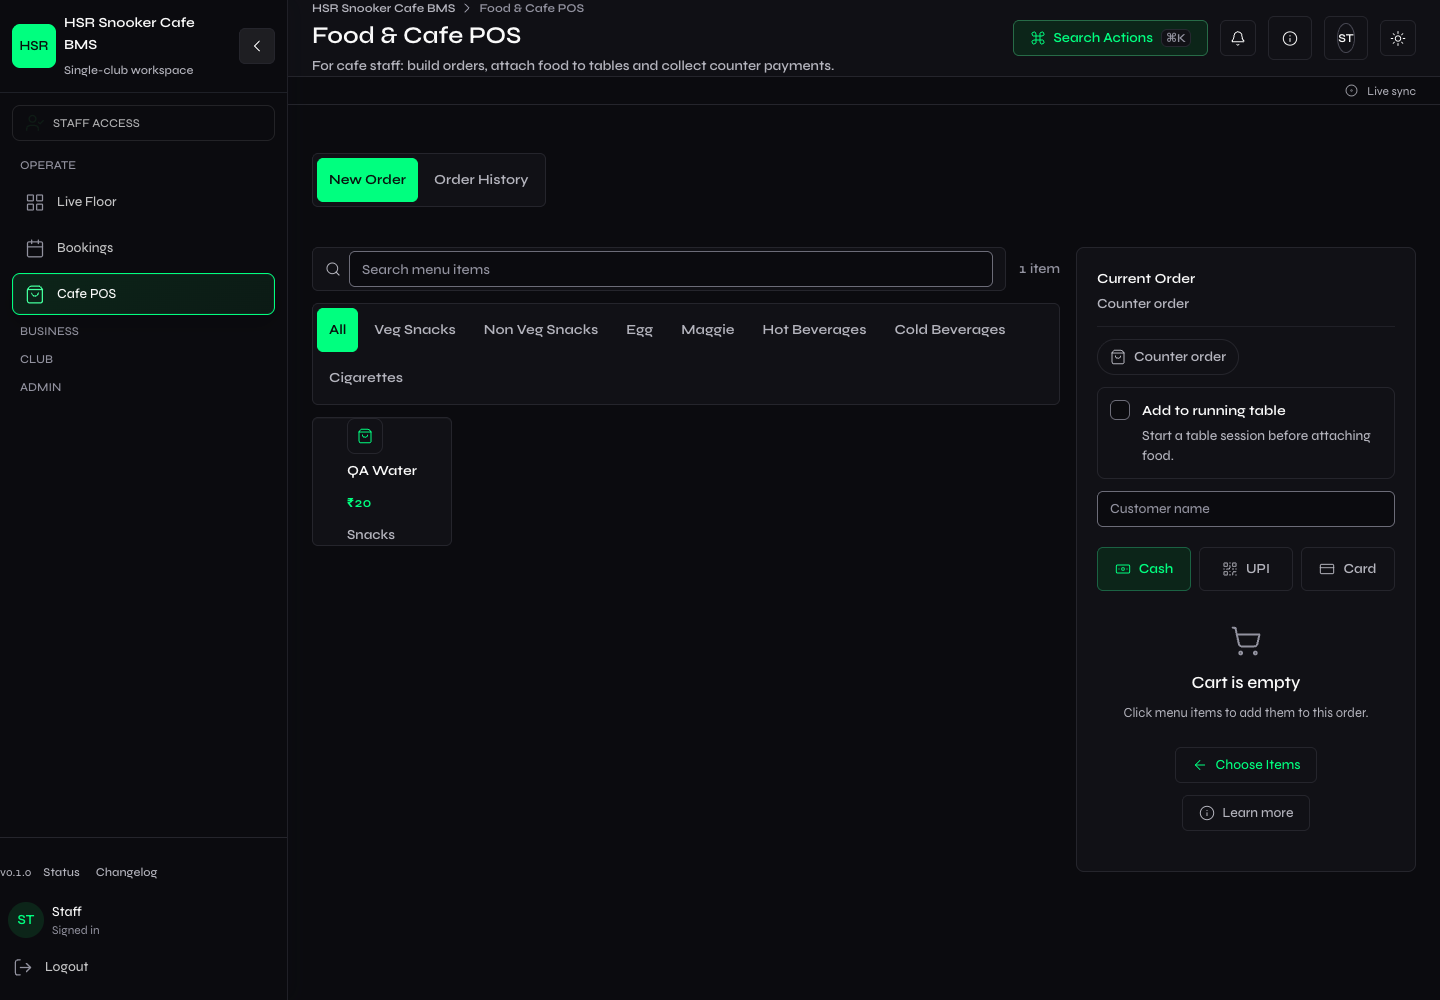 HSR
HSR Snooker Cafe
BMS
Single-club workspace
STAFF ACCESS
OPERATE
Live Floor
Bookings
Cafe POS
BUSINESS
CLUB
ADMIN
v0.1.0 Status Changelog
ST
Staff
Signed in
Logout
HSR Snooker Cafe BMS > Food & Cafe POS
Food & Cafe POS
For cafe staff: build orders, attach food to tables and collect counter payments.
Search Actions ⌘K
ST
Live sync
New Order Order History
Search menu items
1 item
All Veg Snacks Non Veg Snacks Egg Maggie Hot Beverages Cold Beverages
Cigarettes
QA Water
₹20
Snacks
Current Order
Counter order
Counter order
Add to running table
Start a table session before attaching
food.
Customer name
Cash UPI Card
Cart is empty
Click menu items to add them to this order.
Choose Items
Learn more